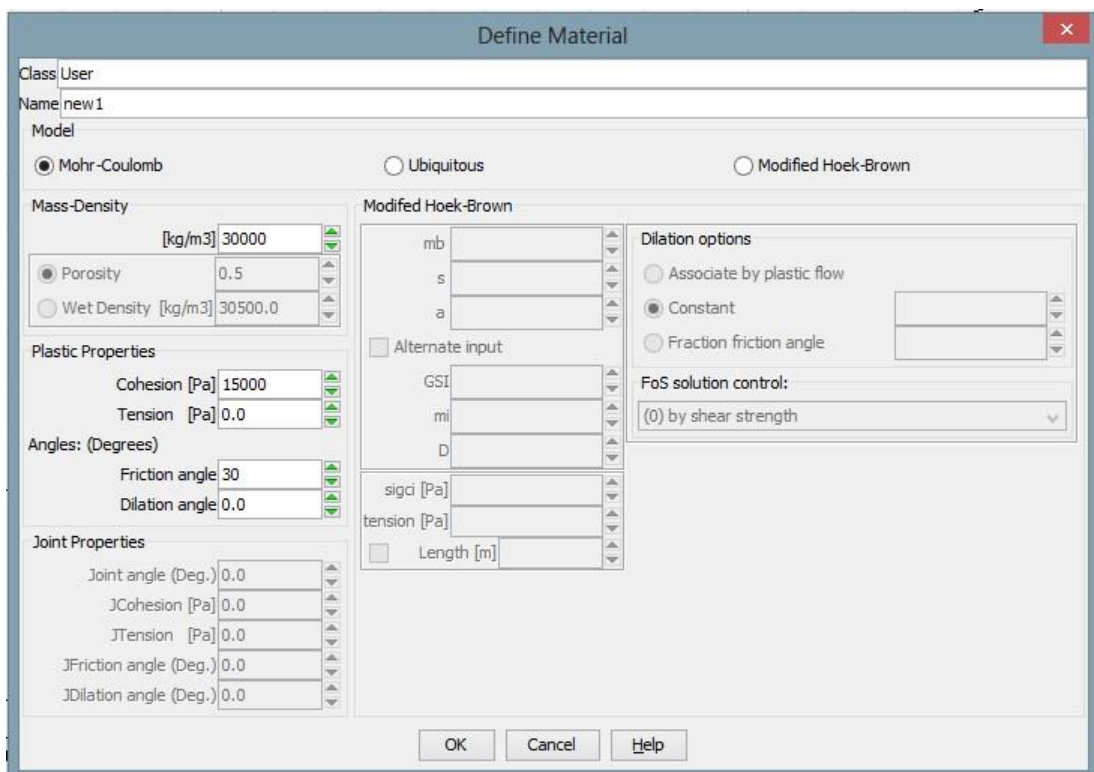 Define Material
Class User
Name new1
Model
Mohr-Coulomb Ubiquitous Modified Hoek-Brown
Mass-Density
[kg/m3] 30000
Porosity 0.5
Wet Density [kg/m3] 30500.0
Plastic Properties
Cohesion [Pa] 15000
Tension [Pa] 0.0
Angles: (Degrees)
Friction angle 30
Dilation angle 0.0
Joint Properties
Joint angle (Deg.) 0.0
JCohesion [Pa] 0.0
JTension [Pa] 0.0
JFriction angle (Deg.) 0.0
JDilation angle (Deg.) 0.0
Modifed Hoek-Brown
mb
s
a
Alternate input
GSI
mi
D
sigci [Pa]
tension [Pa]
Length [m]
Dilation options
Associate by plastic flow
Constant
Fraction friction angle
FoS solution control:
(0) by shear strength
OK Cancel Help